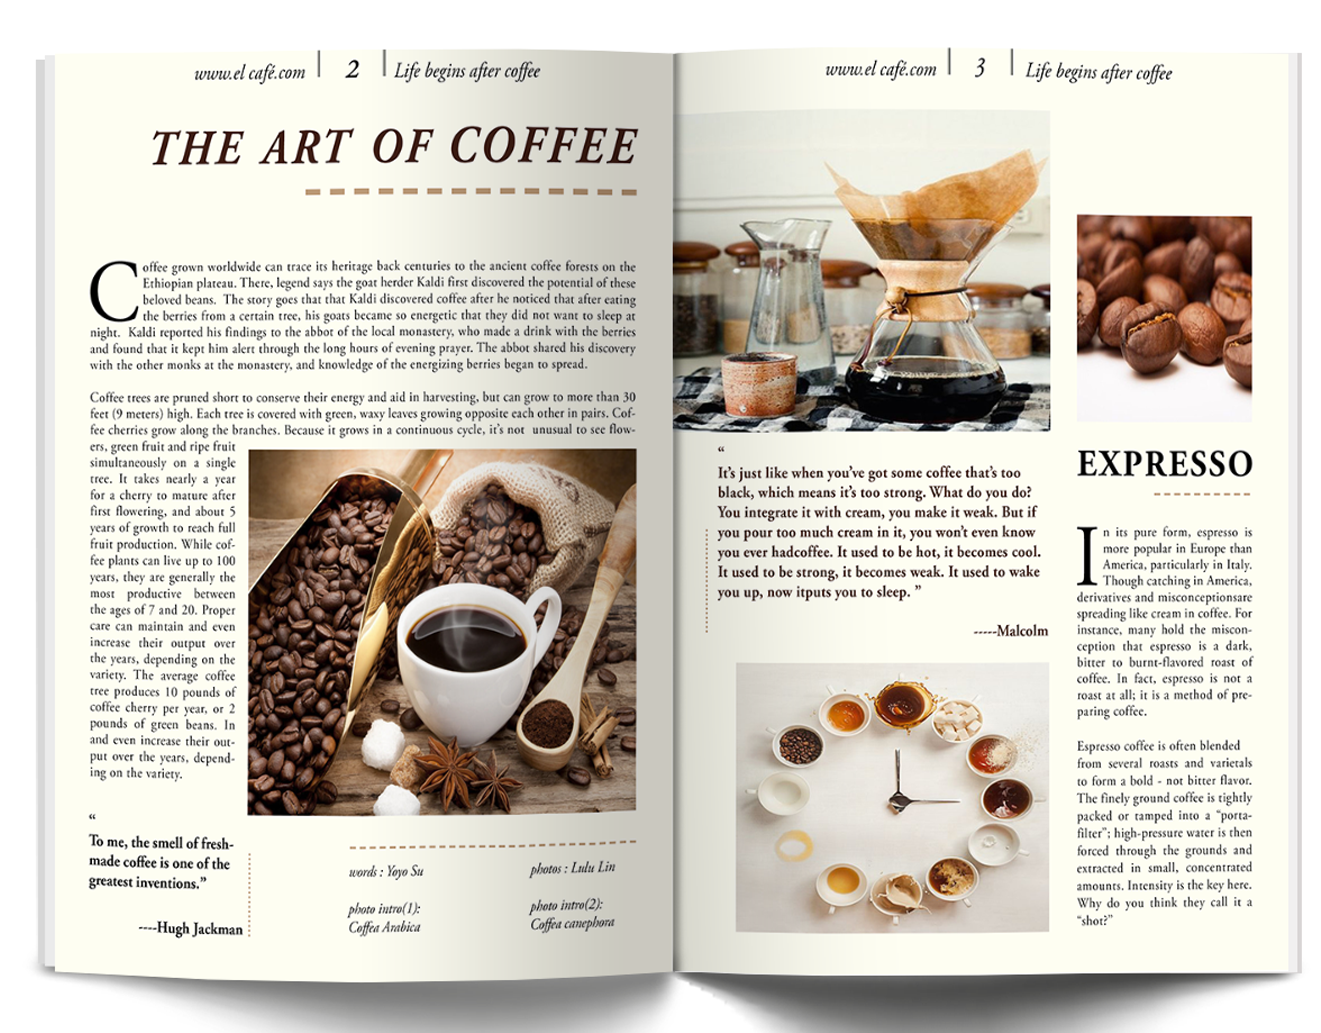 www.el café.com 2 Life begins after coffee
THE ART OF COFFEE
Coffee grown worldwide can trace its heritage back centuries to the ancient coffee forests on the
Ethiopian plateau. There, legend says the goat herder Kaldi first discovered the potential of these
beloved beans. The story goes that that Kaldi discovered coffee after he noticed that after eating
the berries from a certain tree, his goats became so energetic that they did not want to sleep at
night. Kaldi reported his findings to the abbot of the local monastery, who made a drink with the berries
and found that it kept him alert through the long hours of evening prayer. The abbot shared his discovery
with the other monks at the monastery, and knowledge of the energizing berries began to spread.
Coffee trees are pruned short to conserve their energy and aid in harvesting, but can grow to more than 30
feet (9 meters) high. Each tree is covered with green, waxy leaves growing opposite each other in pairs. Cof-
fee cherries grow along the branches. Because it grows in a continuous cycle, it's not unusual to see flow-
ers, green fruit and ripe fruit
simultaneously on a single
tree. It takes nearly a year
for a cherry to mature after
first flowering, and about 5
years of growth to reach full
fruit production. While cof-
fee plants can live up to 100
years, they are generally the
most productive between
the ages of 7 and 20. Proper
care can maintain and even
increase their output over
the years, depending on the
variety. The average coffee
tree produces 10 pounds of
coffee cherry per year, or 2
pounds of green beans. In
and even increase their out-
put over the years, depend-
ing on the variety.
“
To me, the smell of fresh-
made coffee is one of the
greatest inventions.”
----Hugh Jackman
words : Yoyo Su
photos : Lulu Lin
photo intro(1):
Coffea Arabica
photo intro(2):
Coffea canephora
www.el café.com 3 Life begins after coffee
“
It's just like when you've got some coffee that's too
black, which means it's too strong. What do you do?
You integrate it with cream, you make it weak. But if
you pour too much cream in it, you won't even know
you ever hadcoffee. It used to be hot, it becomes cool.
It used to be strong, it becomes weak. It used to wake
you up, now itputs you to sleep. ”
-----Malcolm
EXPRESSO
In its pure form, espresso is
more popular in Europe than
America, particularly in Italy.
Though catching in America,
derivatives and misconceptionsare
spreading like cream in coffee. For
instance, many hold the miscon-
ception that espresso is a dark,
bitter to burnt-flavored roast of
coffee. In fact, espresso is not a
roast at all; it is a method of pre-
paring coffee.
Espresso coffee is often blended
from several roasts and varietals
to form a bold - not bitter flavor.
The finely ground coffee is tightly
packed or tamped into a “porta-
filter”; high-pressure water is then
forced through the grounds and
extracted in small, concentrated
amounts. Intensity is the key here.
Why do you think they call it a
“shot?”